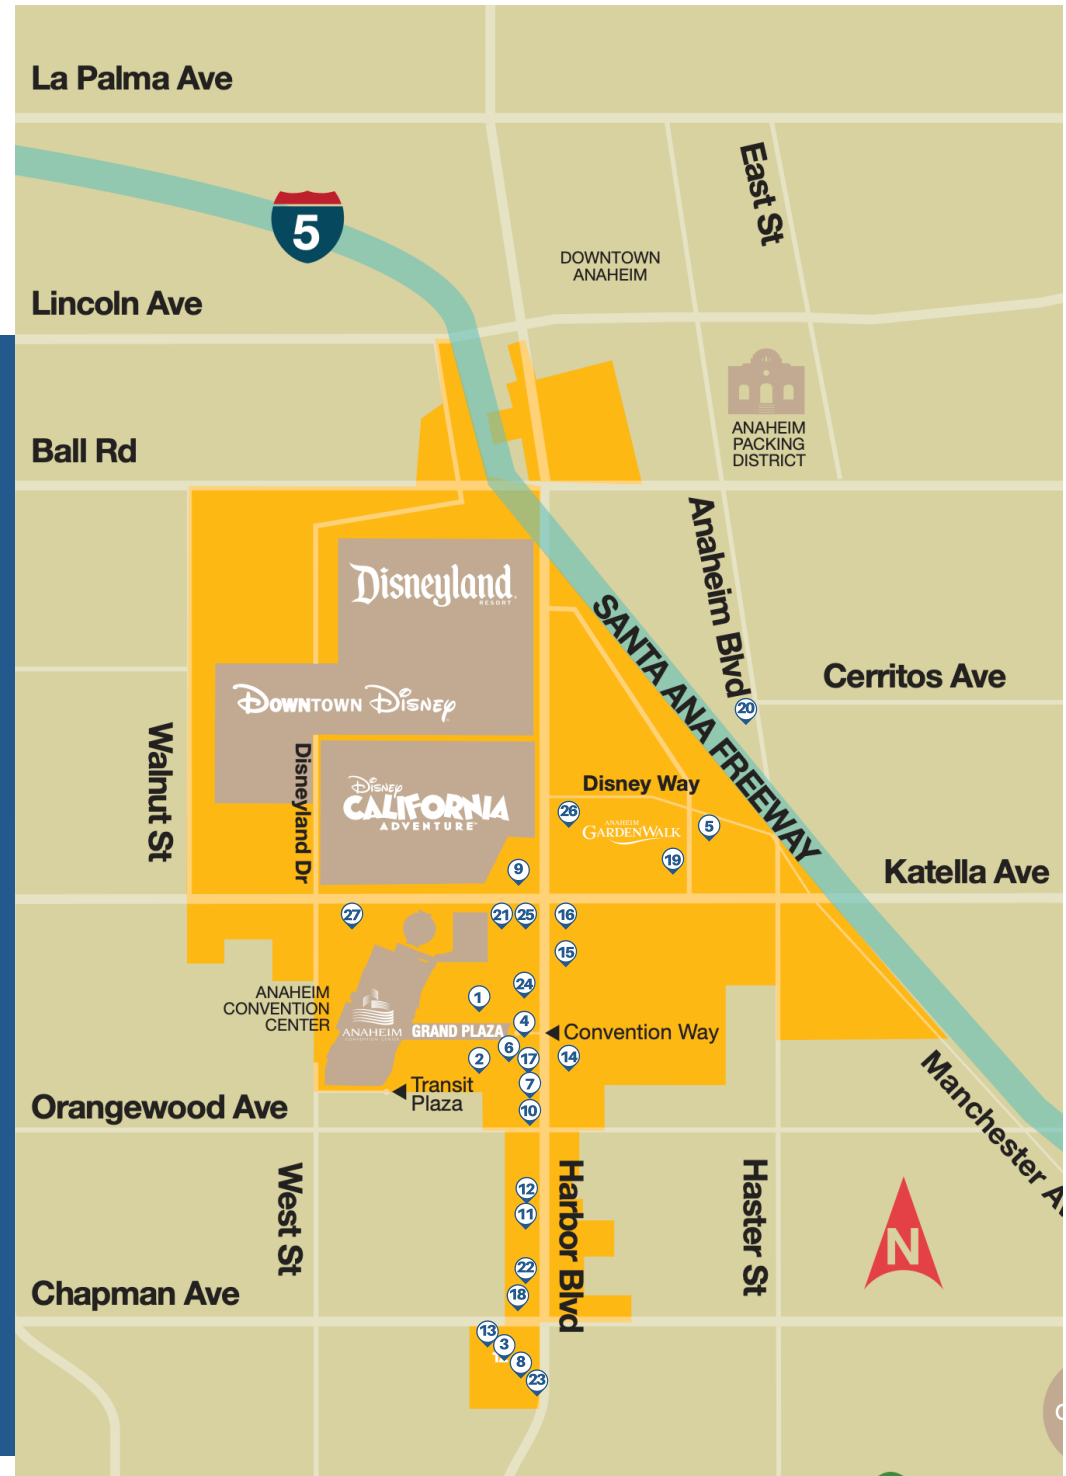 La Palma Ave
East St
5
DOWNTOWN
ANAHEIM
Lincoln Ave
ANAHEIM
PACKING
DISTRICT
Ball Rd
Anaheim Blvd
Disneyland
RESORT
SANTA ANA FREEWAY
Cerritos Ave
DOWNTOWN DISNEY
20
Walnut St
Disneyland Dr
Disney Way
DISNEY
CALIFORNIA
ADVENTURE
26
ANAHEIM
GARDENWALK
5
19
9
Katella Ave
27
21
25
16
15
24
1
ANAHEIM
CONVENTION
CENTER
ANAHEIM
CONVENTION CENTER
GRAND PLAZA
4
Convention Way
6
2
17
14
7
Transit
Plaza
10
Orangewood Ave
Manchester
West St
Harbor Blvd
Haster St
12
11
N
22
18
Chapman Ave
13
3
8
23